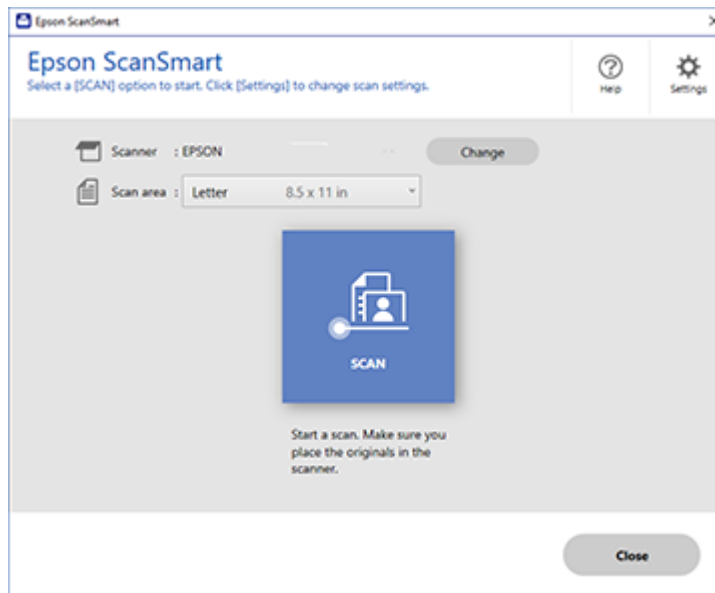 Epson ScanSmart
Epson ScanSmart
Select a [SCAN] option to start. Click [Settings] to change scan settings.
Help
Settings
Scanner : EPSON
Change
Scan area : Letter 8.5 x 11 in
SCAN
Start a scan. Make sure you
place the originals in the
scanner.
Close